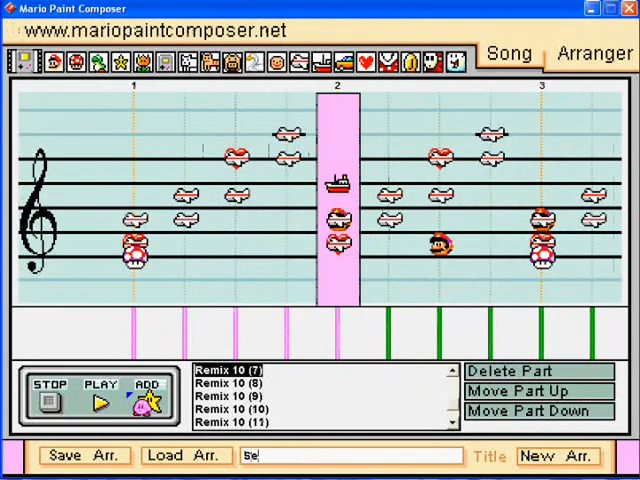 Mario Paint Composer
www.mariopaintcomposer.net
Song
Arranger
1
2
3
STOP
PLAY
ADD
Remix 10 (7)
Remix 10 (8)
Remix 10 (9)
Remix 10 (10)
Remix 10 (11)
Delete Part
Move Part Up
Move Part Down
Save Arr.
Load Arr.
Se
Title
New Arr.